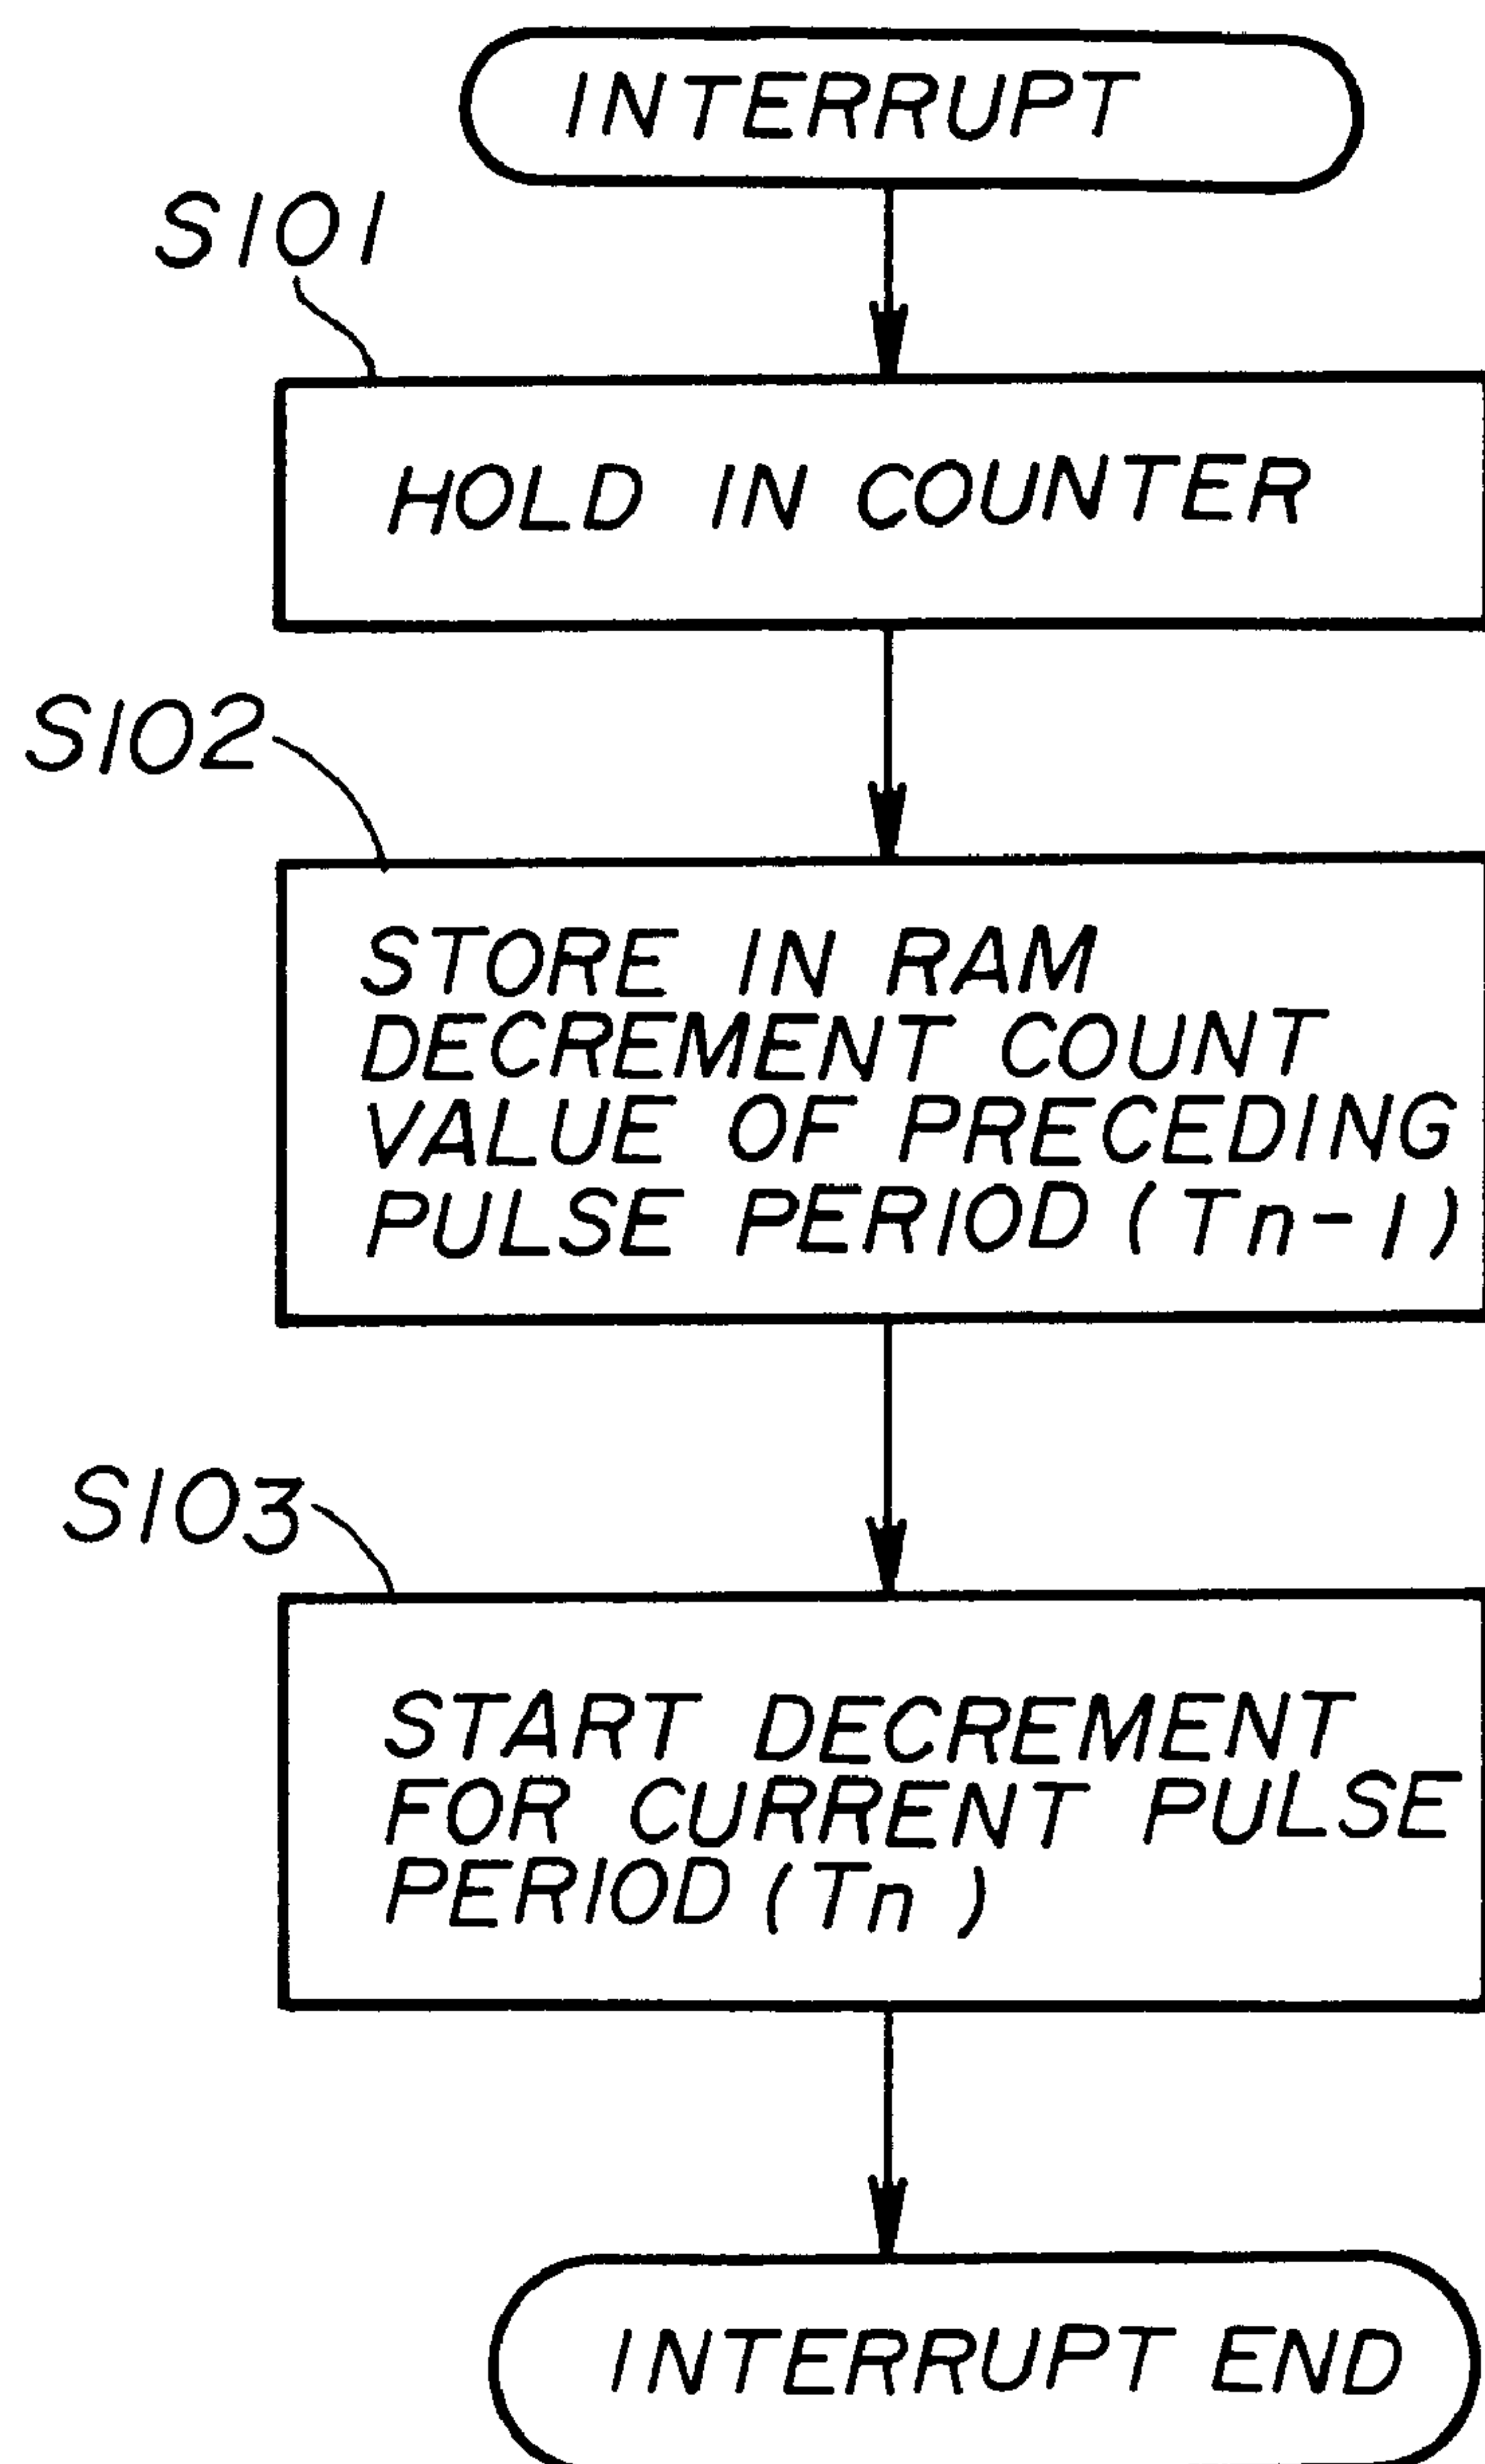 INTERRUPT
S101
HOLD IN COUNTER
S102
STORE IN RAM
DECREMENT COUNT
VALUE OF PRECEDING
PULSE PERIOD (Tn-1)
S103
START DECREMENT
FOR CURRENT PULSE
PERIOD (Tn)
INTERRUPT END